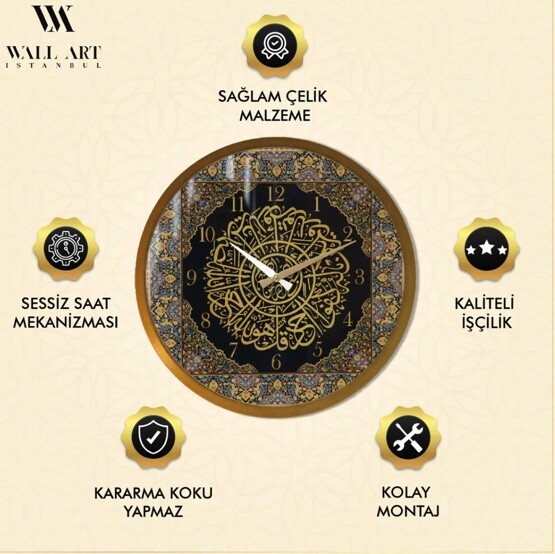 WALL ART
ISTANBUL
SAĞLAM ÇELİK
MALZEME
SESSİZ SAAT
MEKANİZMASI
KALİTELİ
İŞÇİLİK
12
11
1
10
2
9
3
8
4
7
5
6
KARARMA KOKU
YAPMAZ
KOLAY
MONTAJ